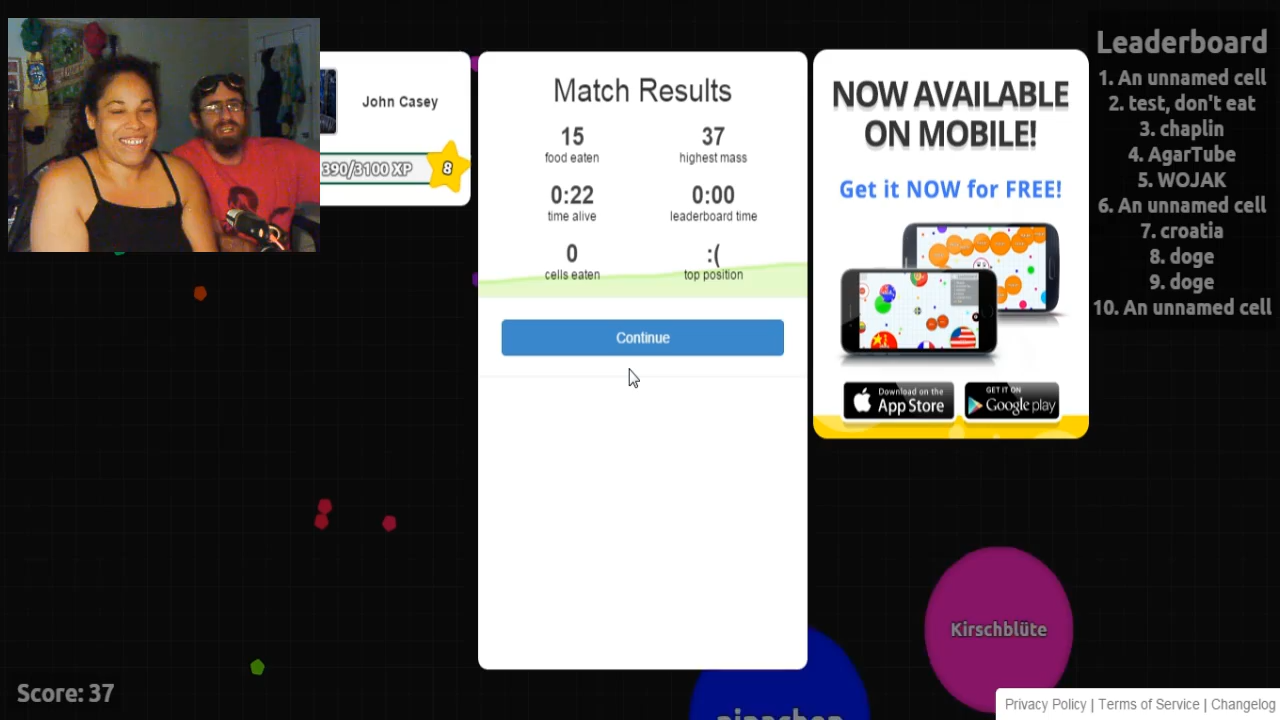 John Casey
390/3100 XP
8
Match Results
15
food eaten
37
highest mass
0:22
time alive
0:00
leaderboard time
0
cells eaten
:(
top position
Continue
NOW AVAILABLE
ON MOBILE!
Get it NOW for FREE!
Download on the
App Store
GET IT ON
Google play
Leaderboard
1. An unnamed cell
2. test, don't eat
3. chaplin
4. AgarTube
5. WOJAK
6. An unnamed cell
7. croatia
8. doge
9. doge
10. An unnamed cell
Kirschblüte
Score: 37
Privacy Policy | Terms of Service | Changelog